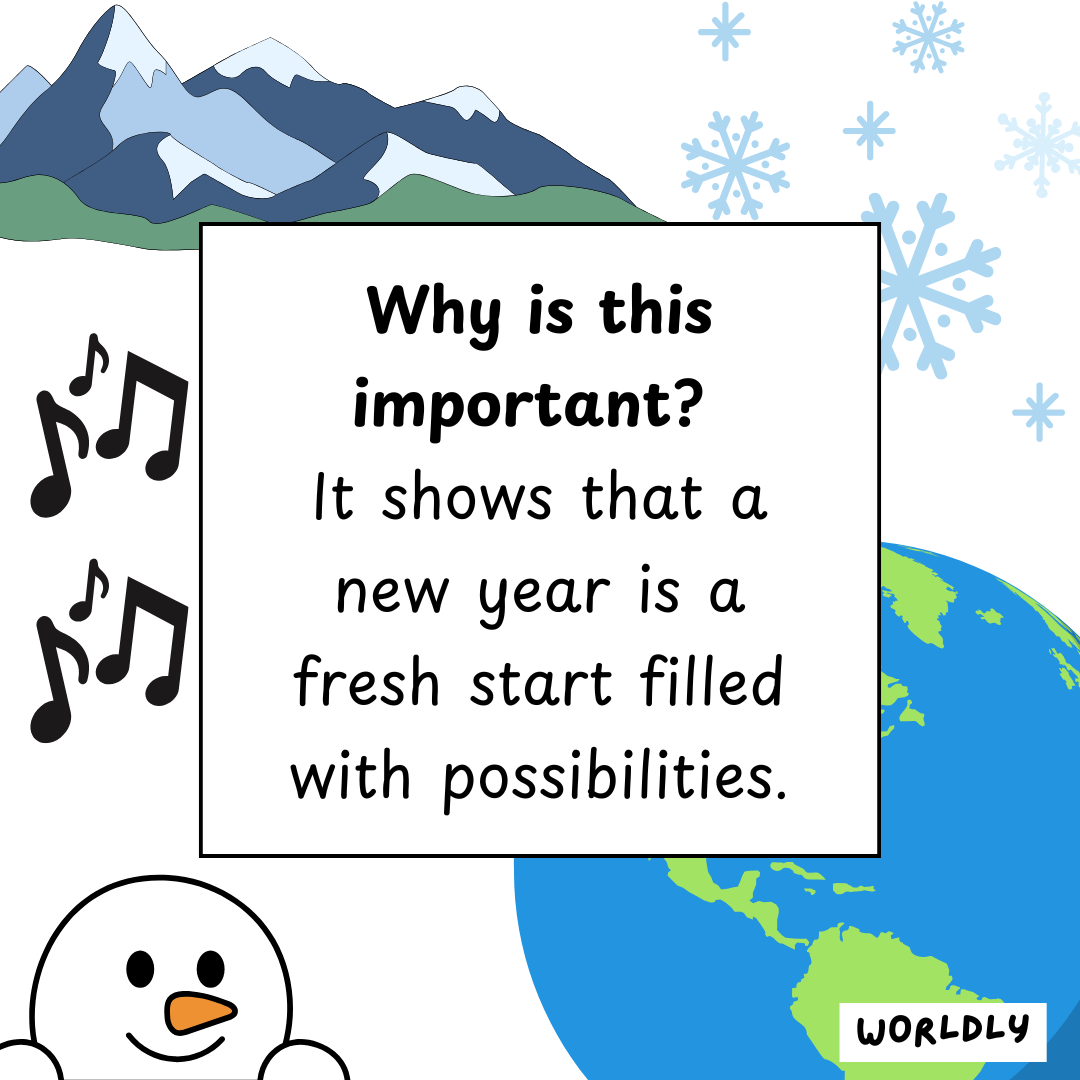 Why is this
important?
It shows that a
new year is a
fresh start filled
with possibilities.
WORLDLY